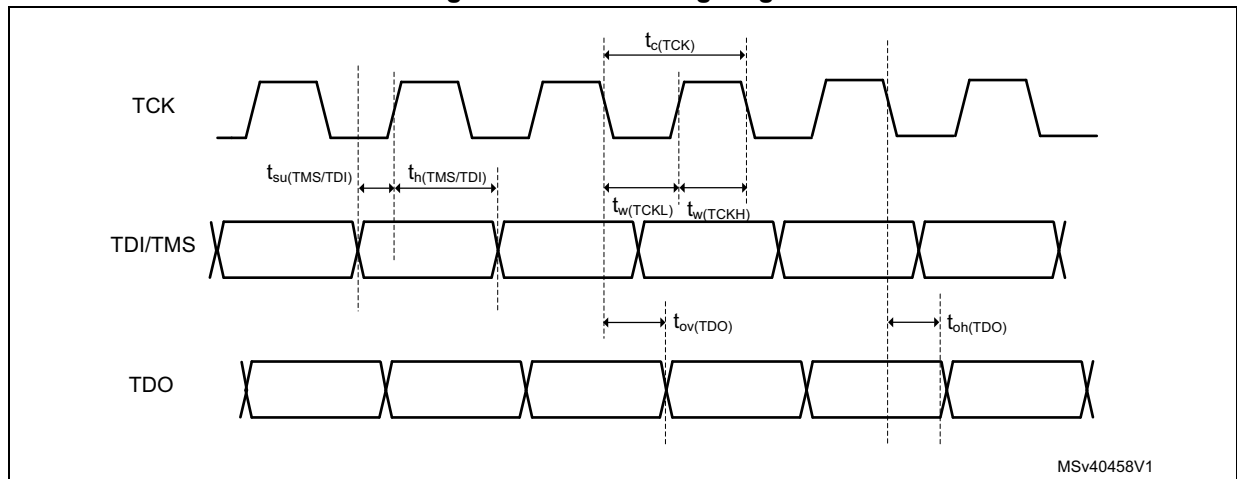 t_c(TCK)
TCK
t_su(TMS/TDI)
t_h(TMS/TDI)
t_w(TCKL)
t_w(TCKH)
TDI/TMS
t_ov(TDO)
t_oh(TDO)
TDO
MSv40458V1